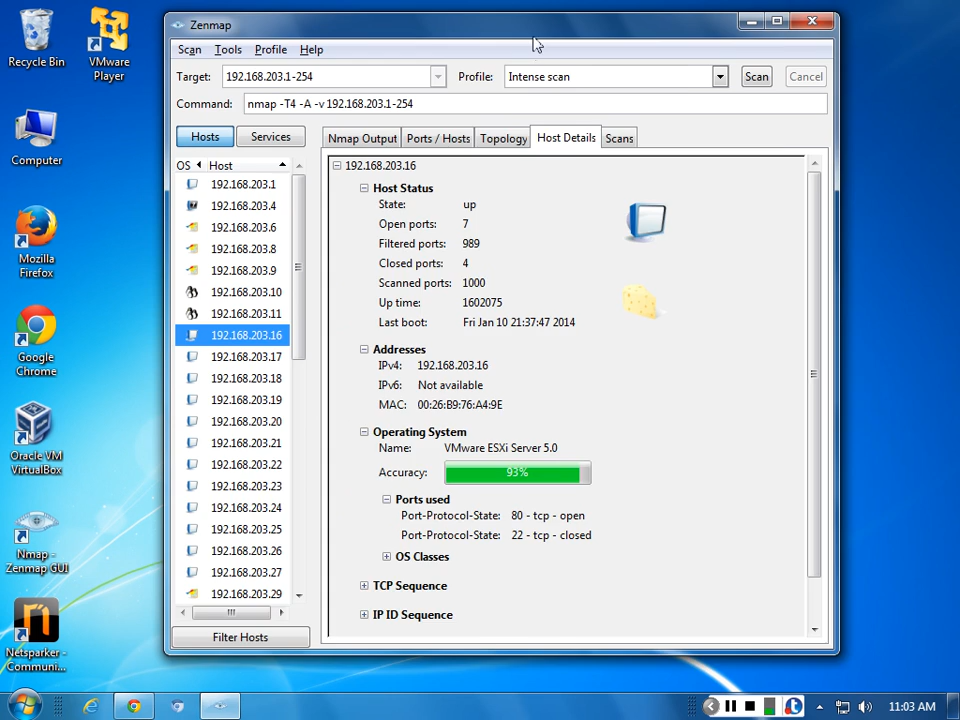 Recycle Bin
VMware Player
Computer
Mozilla Firefox
Google Chrome
Oracle VM VirtualBox
Nmap - Zenmap GUI
Netsparker - Communi...
Zenmap
Scan Tools Profile Help
Target: 192.168.203.1-254 Profile: Intense scan Scan Cancel
Command: nmap -T4 -A -v 192.168.203.1-254
Hosts Services
Nmap Output Ports / Hosts Topology Host Details Scans
OS Host
192.168.203.1
192.168.203.4
192.168.203.6
192.168.203.8
192.168.203.9
192.168.203.10
192.168.203.11
192.168.203.16
192.168.203.17
192.168.203.18
192.168.203.19
192.168.203.20
192.168.203.21
192.168.203.22
192.168.203.23
192.168.203.24
192.168.203.25
192.168.203.26
192.168.203.27
192.168.203.29
Filter Hosts
192.168.203.16
Host Status
State: up
Open ports: 7
Filtered ports: 989
Closed ports: 4
Scanned ports: 1000
Up time: 1602075
Last boot: Fri Jan 10 21:37:47 2014
Addresses
IPv4: 192.168.203.16
IPv6: Not available
MAC: 00:26:B9:76:A4:9E
Operating System
Name: VMware ESXi Server 5.0
Accuracy: 93%
Ports used
Port-Protocol-State: 80 - tcp - open
Port-Protocol-State: 22 - tcp - closed
OS Classes
TCP Sequence
IP ID Sequence
11:03 AM